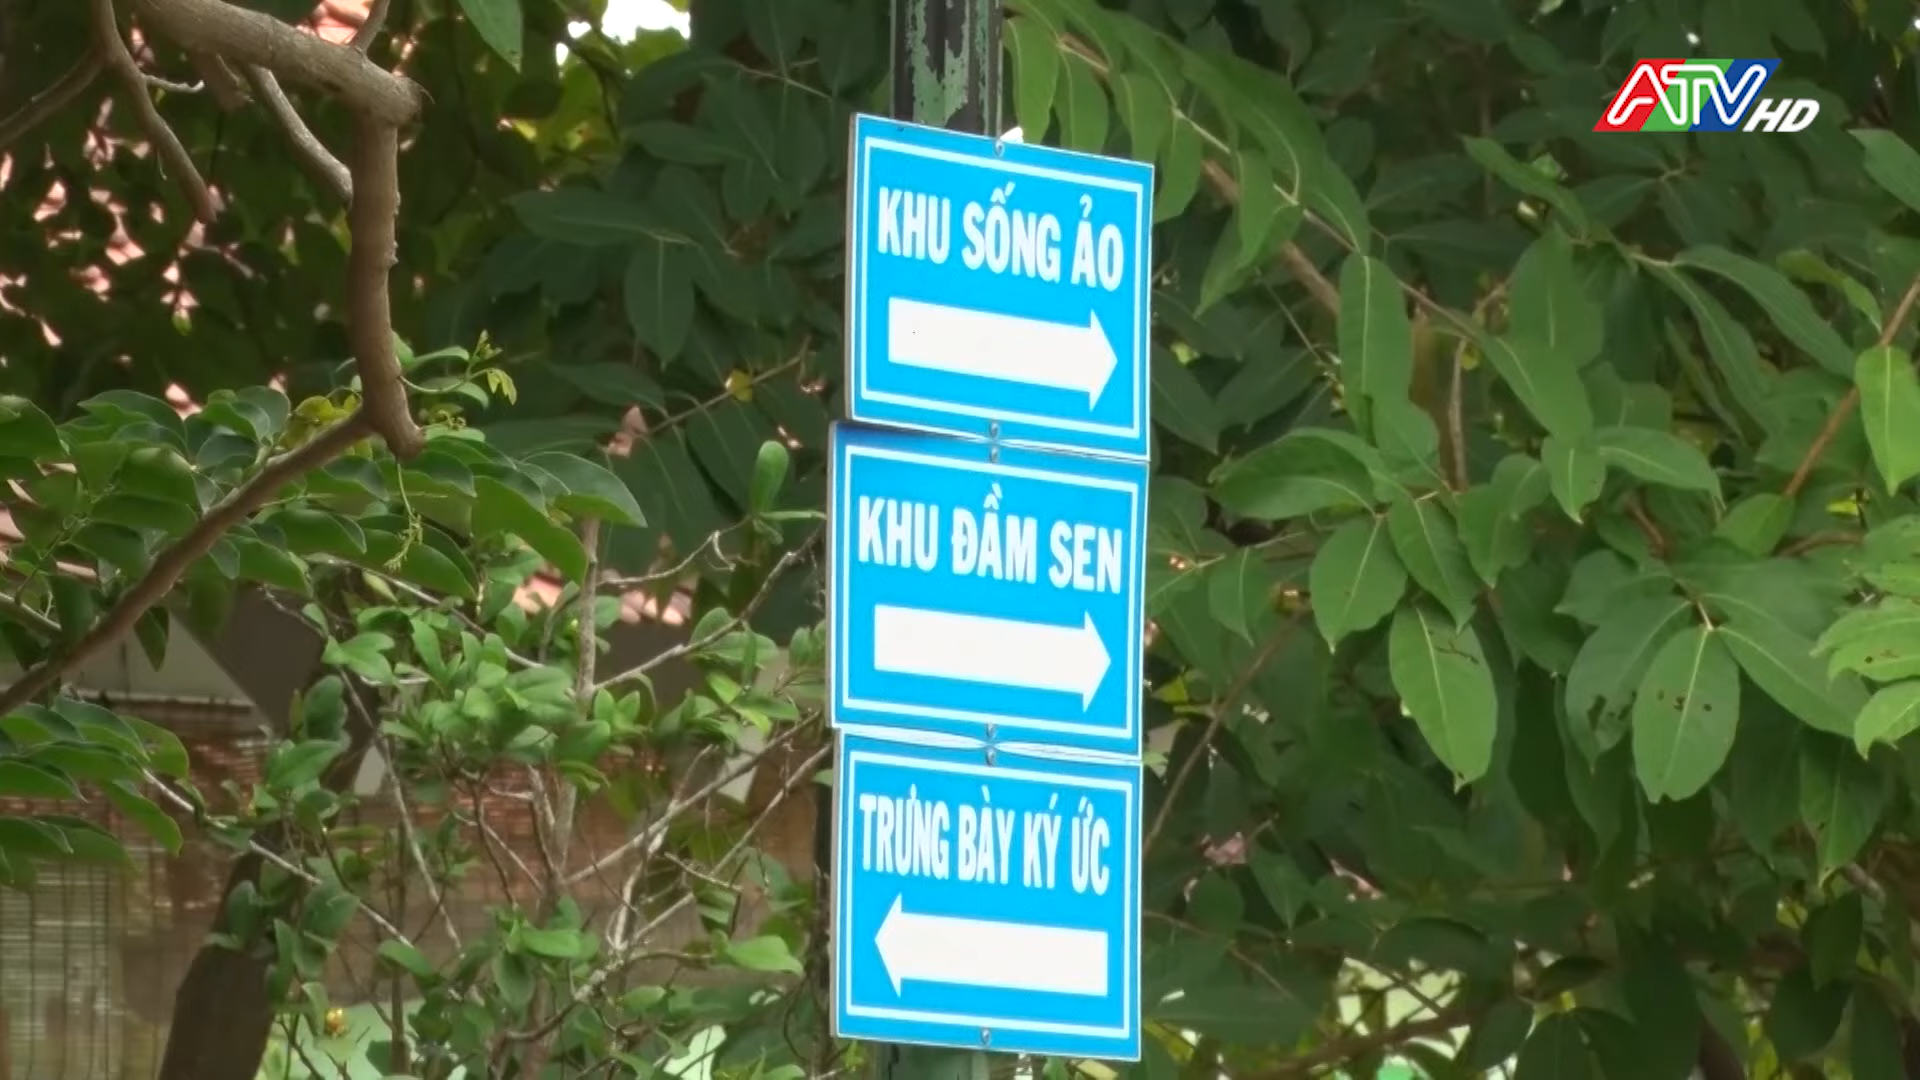 ATV HD
KHU SỐNG ẢO
KHU ĐẦM SEN
TRƯNG BÀY KÝ ỨC